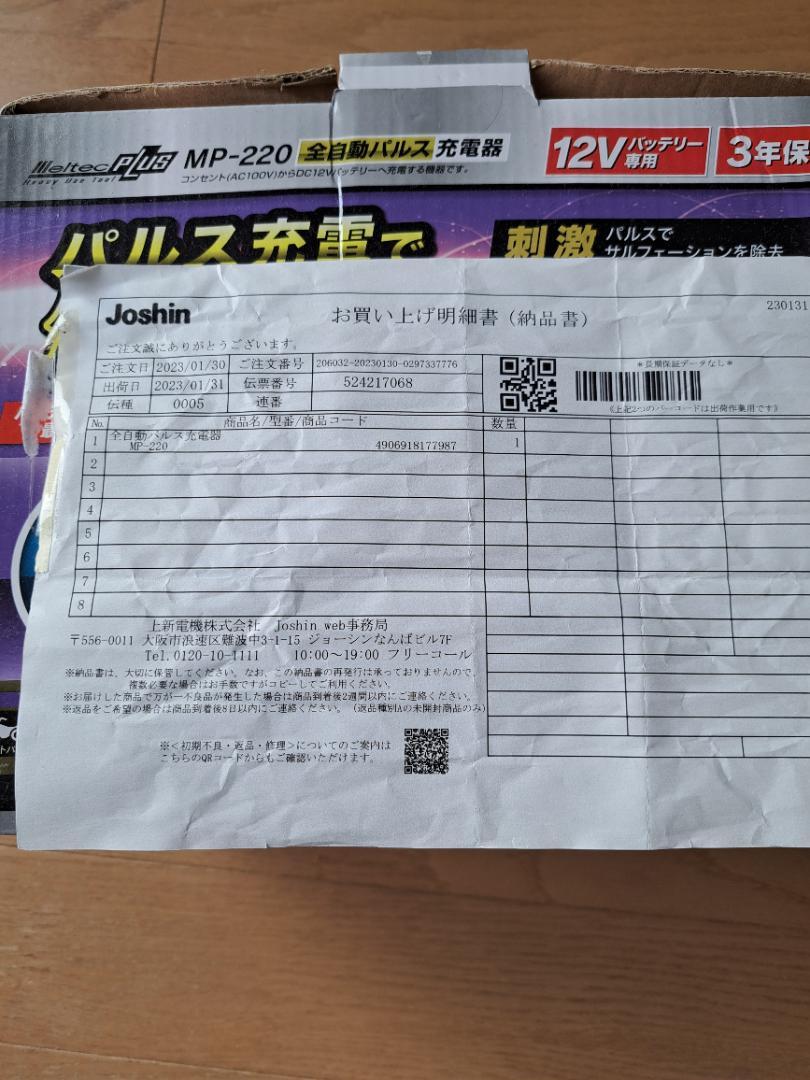 Meltec Plus MP-220 全自動パルス充電器
Heavy Use Tool
コンセント(AC100V)からDC12Vバッテリーへ充電する機器です。
12Vバッテリー専用
3年保
パルス充電で
刺激 パルスで
サルフェーションを除去
Joshin
お買い上げ明細書(納品書)
230131
ご注文誠にありがとうございます。
ご注文日 2023/01/30 ご注文番号 206032-20230130-0297337776
出荷日 2023/01/31 伝票番号 524217068
伝種 0005 連番
*長期保証データなし*
《上記2つのバーコードは出荷作業用です》
No. 商品名/型番/商品コード 数量
1 全自動パルス充電器 1
MP-220 4906918177987
2
3
4
5
6
7
8
上新電機株式会社 Joshin web事務局
〒556-0011 大阪市浪速区難波中3-1-15 ジョーシンなんばビル7F
Tel.0120-10-1111 10:00~19:00 フリーコール
※納品書は、大切に保管してください。なお、この納品書の再発行は承っておりませんので、
複数必要な場合はお手数ですがコピーしてご利用ください。
※お届けした商品で万が一不良品が発生した場合は商品到着後2週間以内にご連絡ください。
※返品をご希望の場合は商品到着後8日以内にご連絡ください。(返品種別Aの未開封商品のみ)
※<初期不良・返品・修理>についてのご案内は
こちらのQRコードからもご確認いただけます。